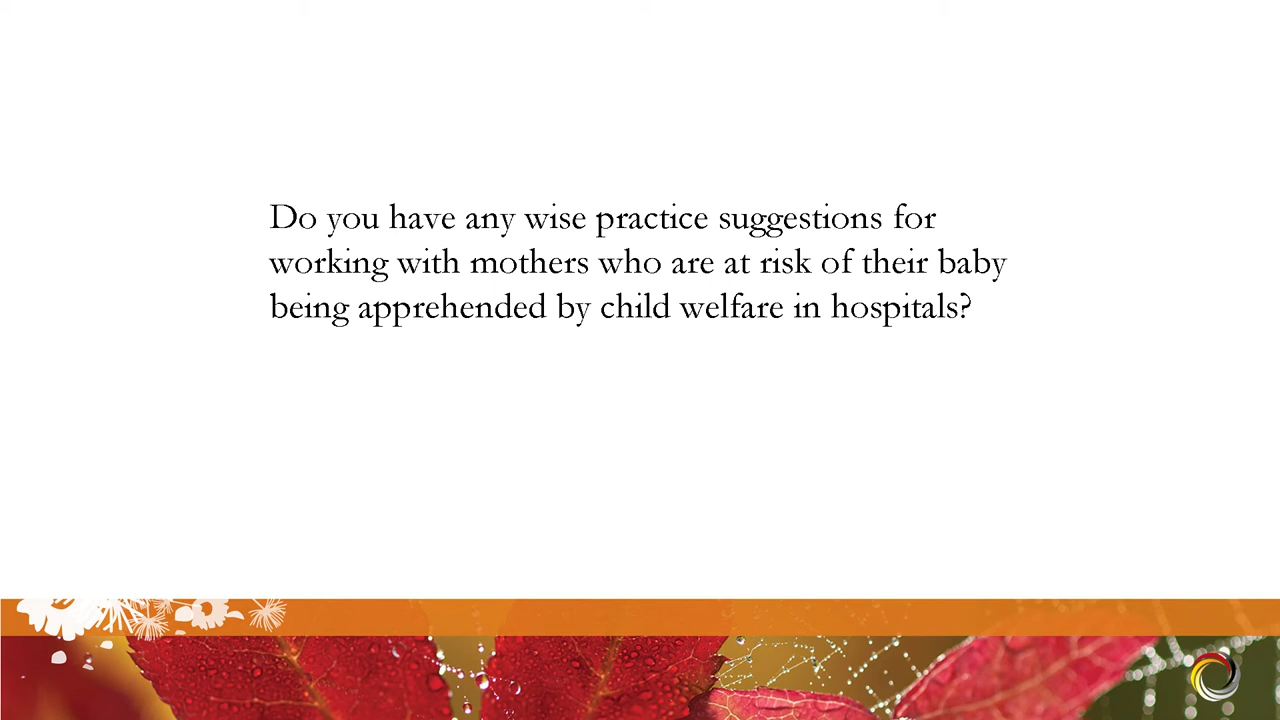 Do you have any wise practice suggestions for
working with mothers who are at risk of their baby
being apprehended by child welfare in hospitals?